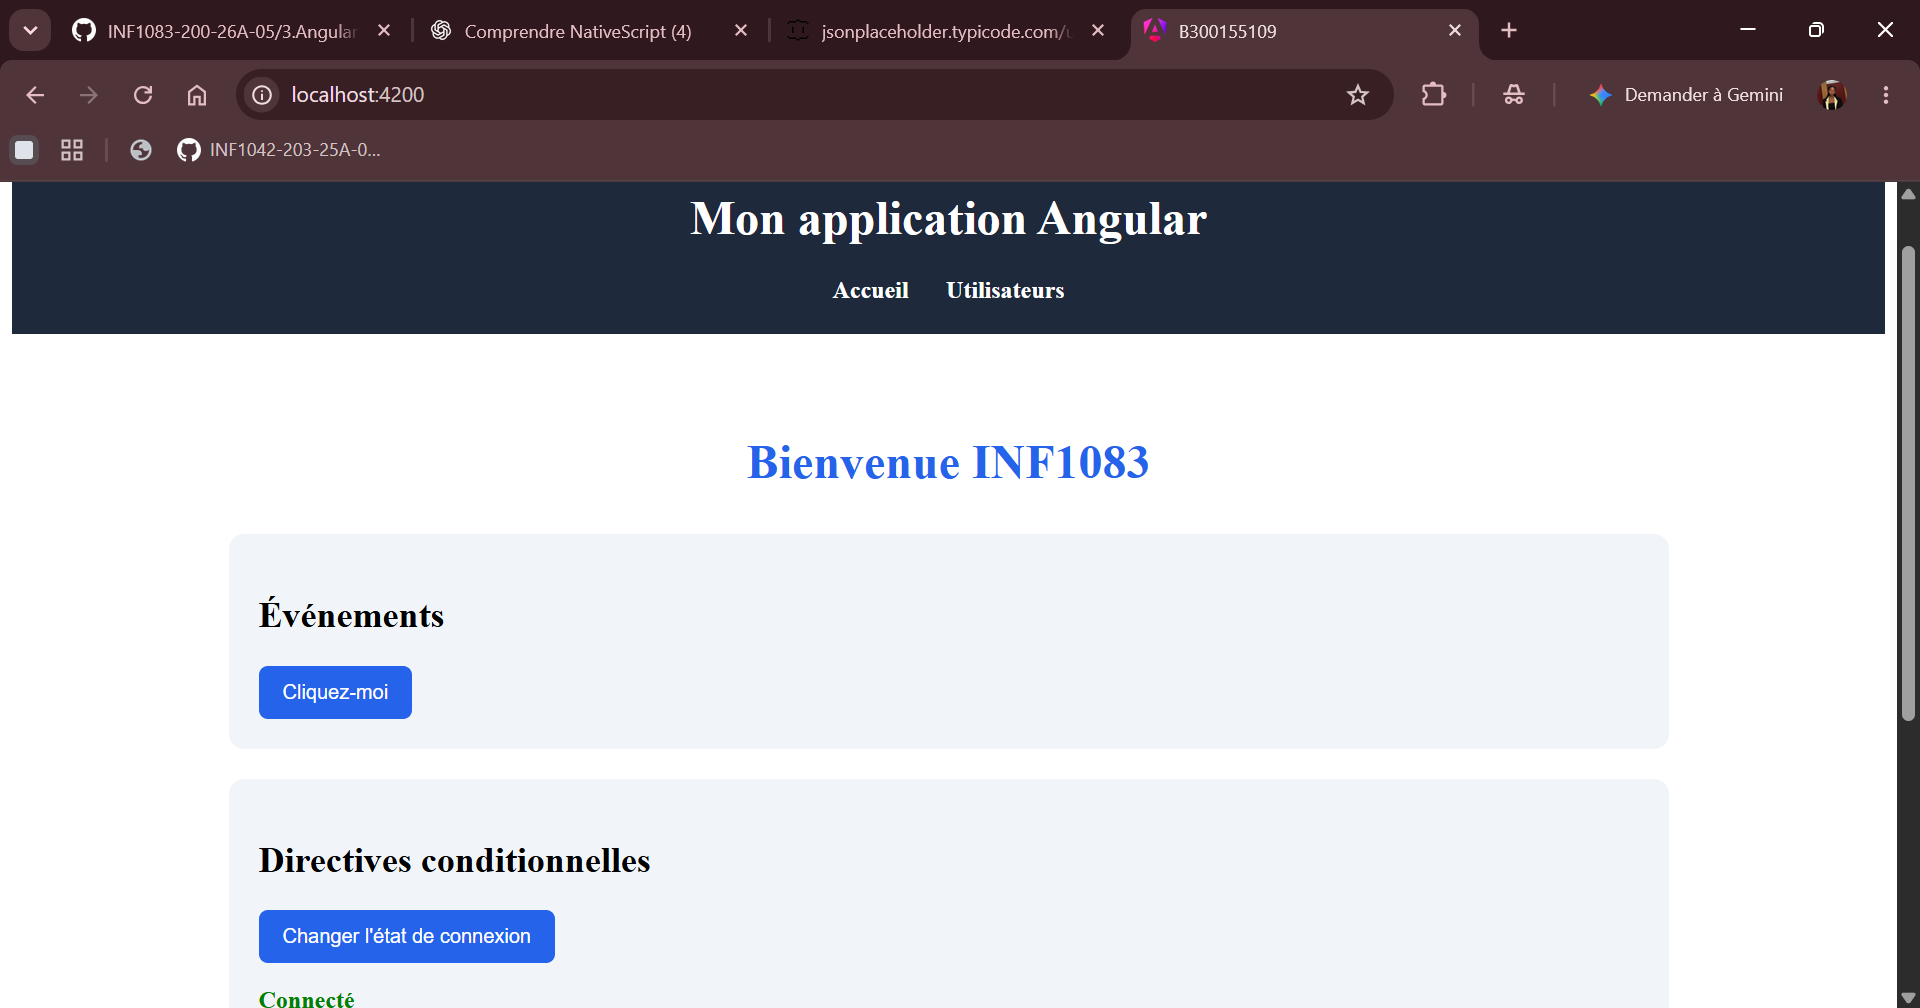 INF1083-200-26A-05/3.Angular
Comprendre NativeScript (4)
jsonplaceholder.typicode.com/u
B300155109
localhost:4200
Demander à Gemini
INF1042-203-25A-0...
Mon application Angular
Accueil
Utilisateurs
Bienvenue INF1083
Événements
Cliquez-moi
Directives conditionnelles
Changer l'état de connexion
Connecté